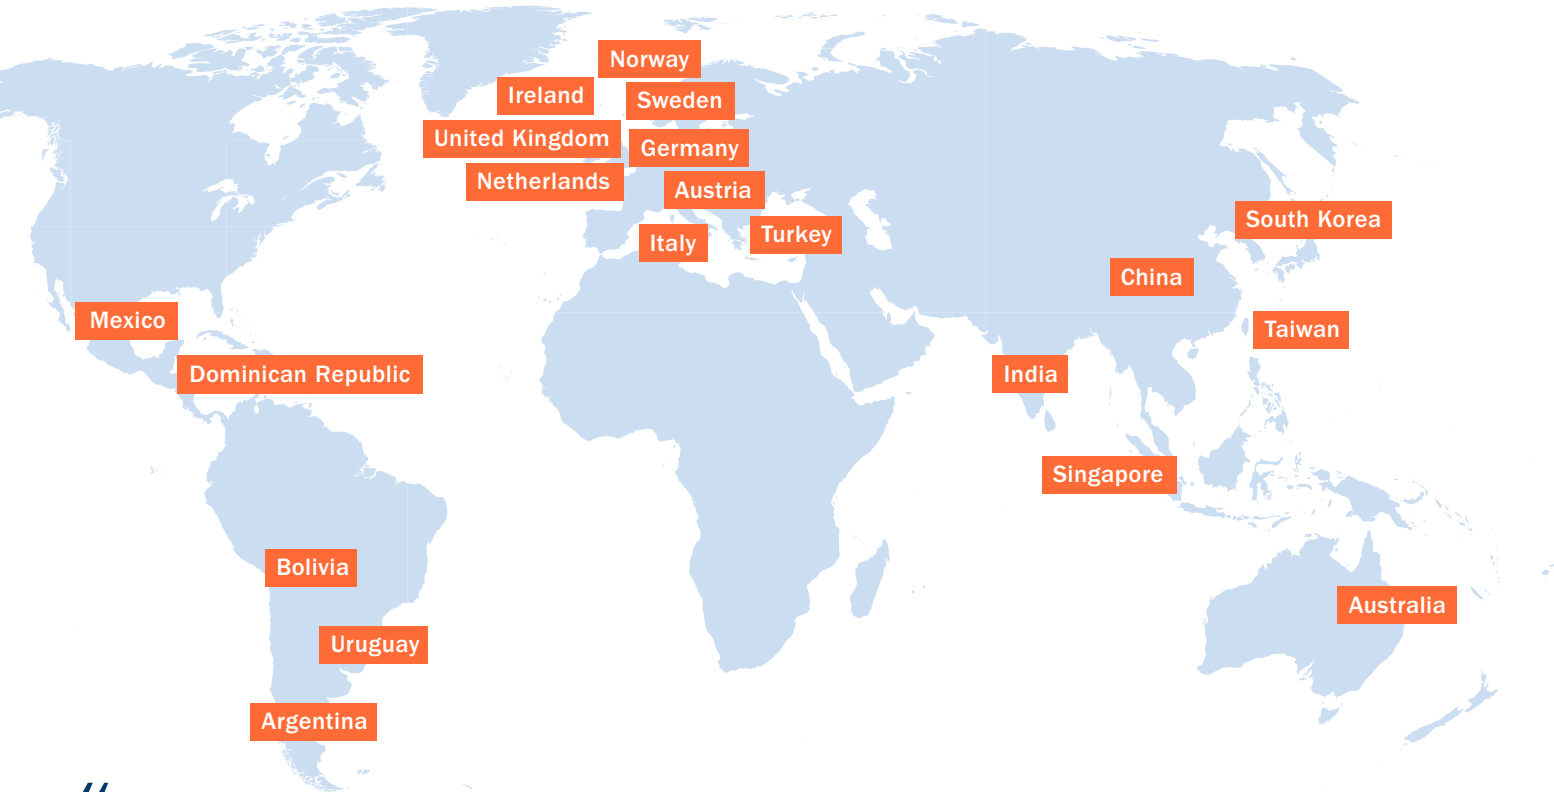 Norway
Ireland
Sweden
United Kingdom
Germany
Netherlands
Austria
South Korea
Turkey
Italy
China
Mexico
Taiwan
Dominican Republic
India
Singapore
Bolivia
Australia
Uruguay
Argentina